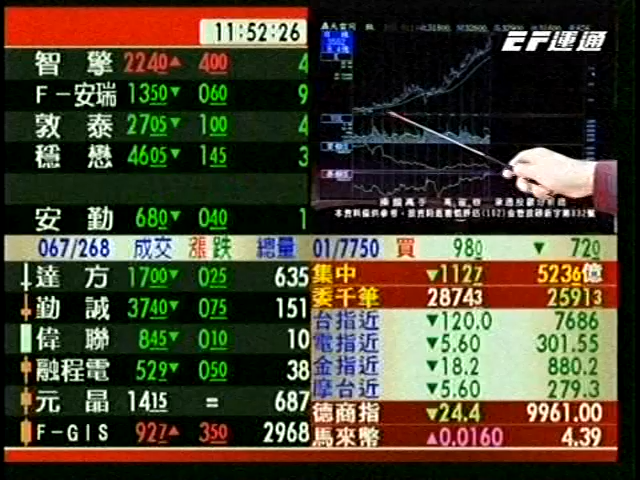 11:52:26
EF運通
智擎 2240▲ 400 4
F－安瑞 1350▼ 060 9
敦泰 2705▼ 100 4
穩懋 4605▼ 145 3
安勤 680▼ 040 1
067/268 成交 漲跌 總量 01/7750 買 980 ▼ 720
達方 1700▼ 025 635
勤誠 3740▼ 075 151
偉聯 845▼ 010 10
融程電 529▼ 050 38
元晶 1415 = 687
F-GIS 927▲ 350 2968
集中 ▼1127 5236億
委千筆 28743 25913
台指近 ▼120.0 7686
電指近 ▼5.60 301.55
金指近 ▼18.2 880.2
摩台近 ▼5.60 279.3
德商指 ▼24.4 9961.00
馬來幣 ▲0.0160 4.39